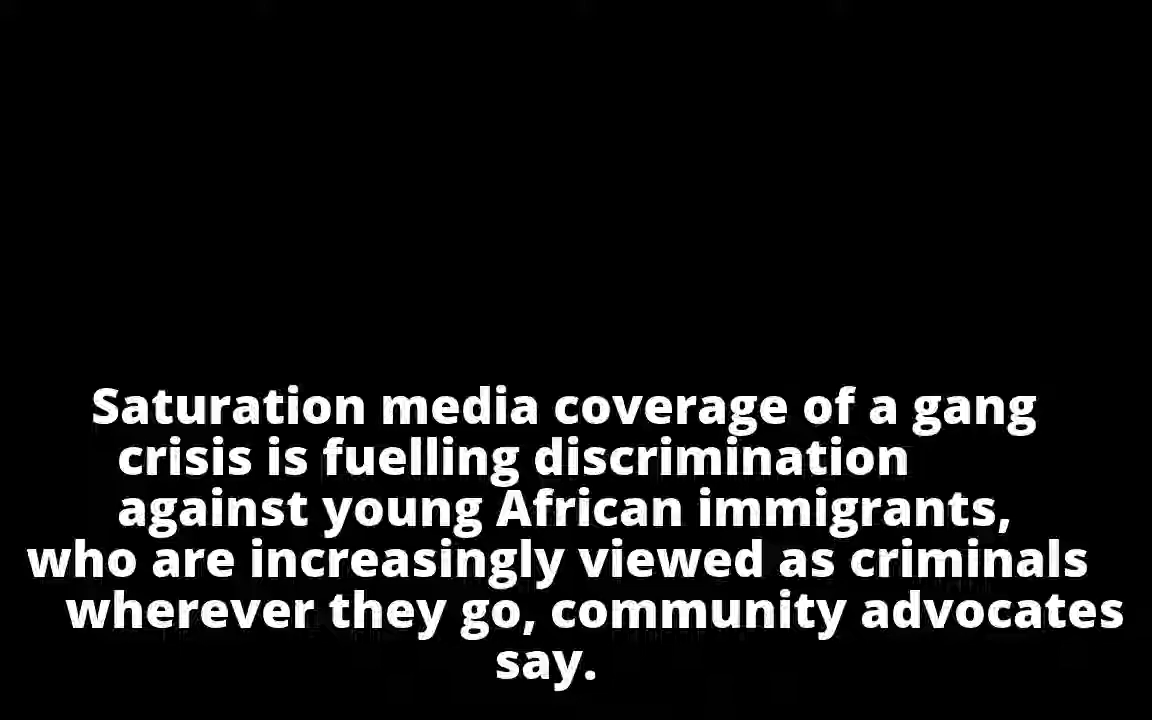 Saturation media coverage of a gang
crisis is fuelling discrimination
against young African immigrants,
who are increasingly viewed as criminals
wherever they go, community advocates
say.